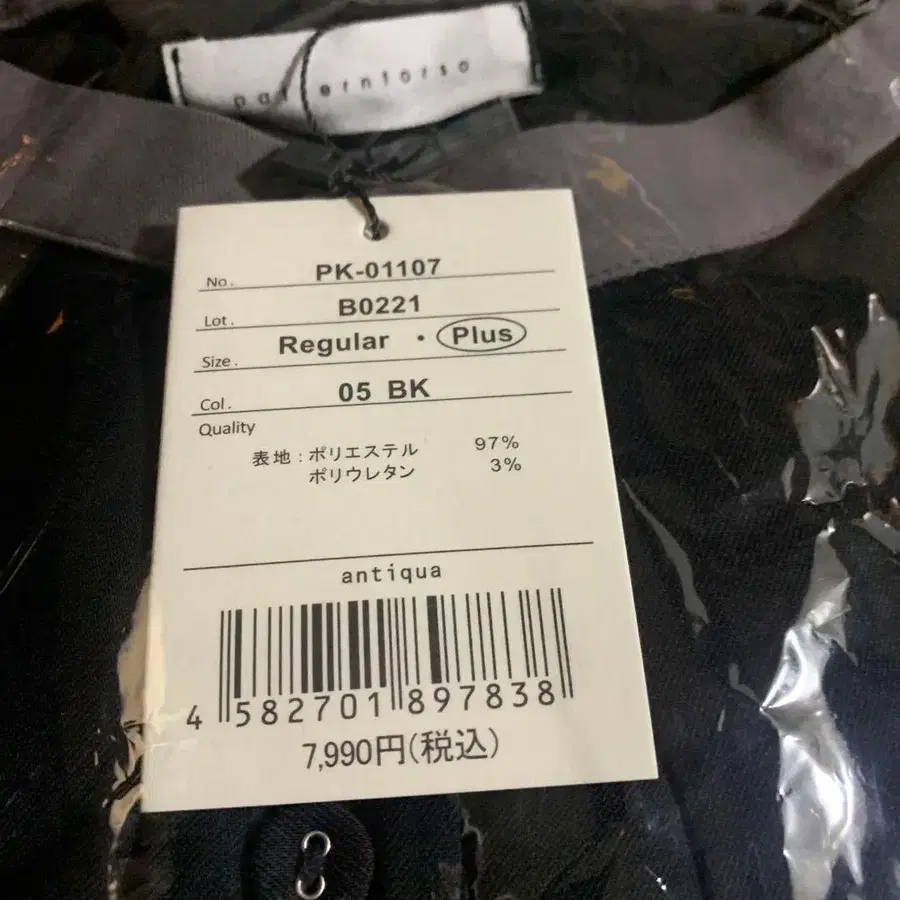 patterntorso
No. PK-01107
Lot. B0221
Size. Regular・Plus
Col. 05 BK
Quality
表地:ポリエステル 97%
ポリウレタン 3%
antiqua
4 582701 897838
7,990円(税込)